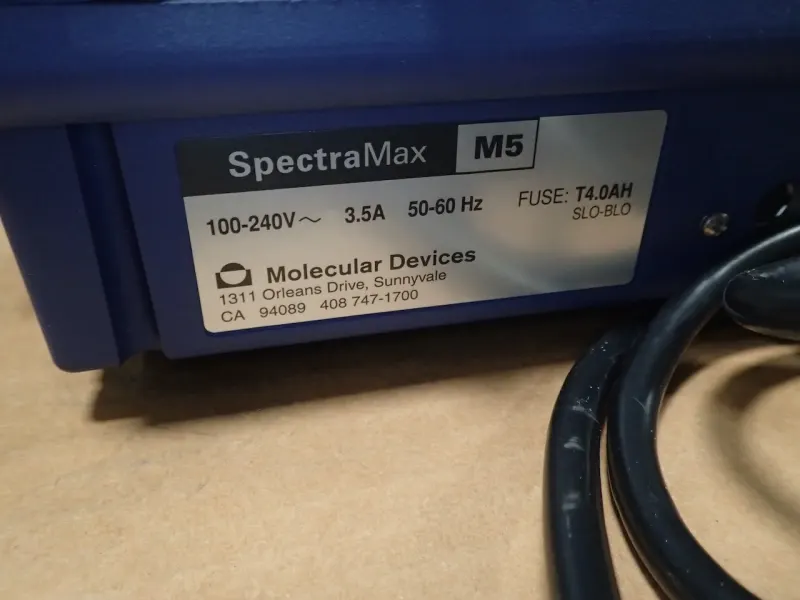 SpectraMax M5
100-240V~ 3.5A 50-60 Hz FUSE: T4.0AH
SLO-BLO
Molecular Devices
1311 Orleans Drive, Sunnyvale
CA 94089 408 747-1700